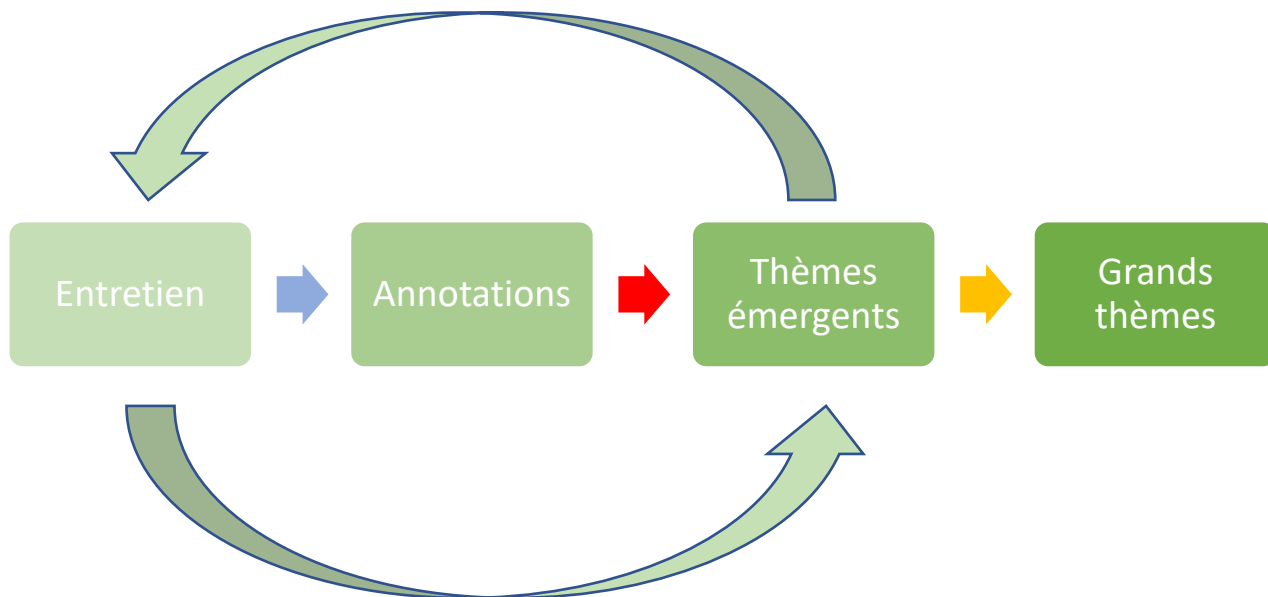 Entretien
Annotations
Thèmes
émergents
Grands
thèmes